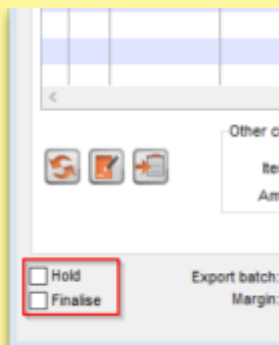 Other c
Ite
Am
Hold
Finalise
Export batch:
Margin: